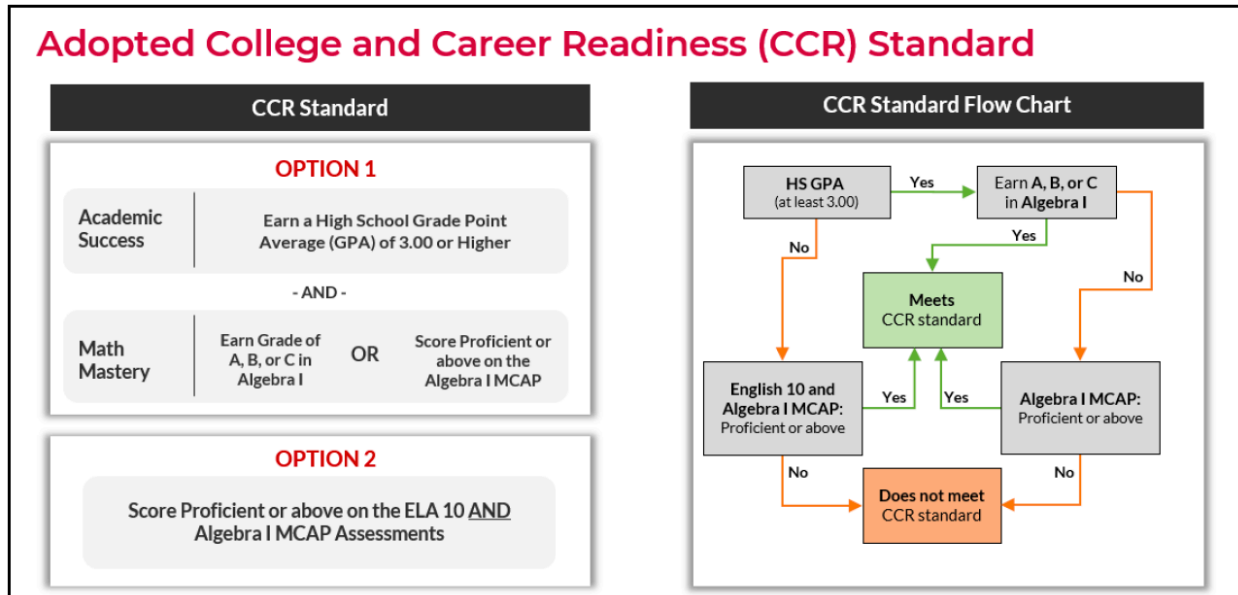 Adopted College and Career Readiness (CCR) Standard
CCR Standard
OPTION 1
Academic
Success
Earn a High School Grade Point
Average (GPA) of 3.00 or Higher
- AND -
Math
Mastery
Earn Grade of
A, B, or C in
Algebra I
OR
Score Proficient or
above on the
Algebra I MCAP
OPTION 2
Score Proficient or above on the ELA 10 AND
Algebra I MCAP Assessments
CCR Standard Flow Chart
HS GPA
(at least 3.00)
Yes
Earn A, B, or C
in Algebra I
No
Yes
No
Meets
CCR standard
English 10 and
Algebra I MCAP:
Proficient or above
Yes
Yes
Algebra I MCAP:
Proficient or above
No
No
Does not meet
CCR standard